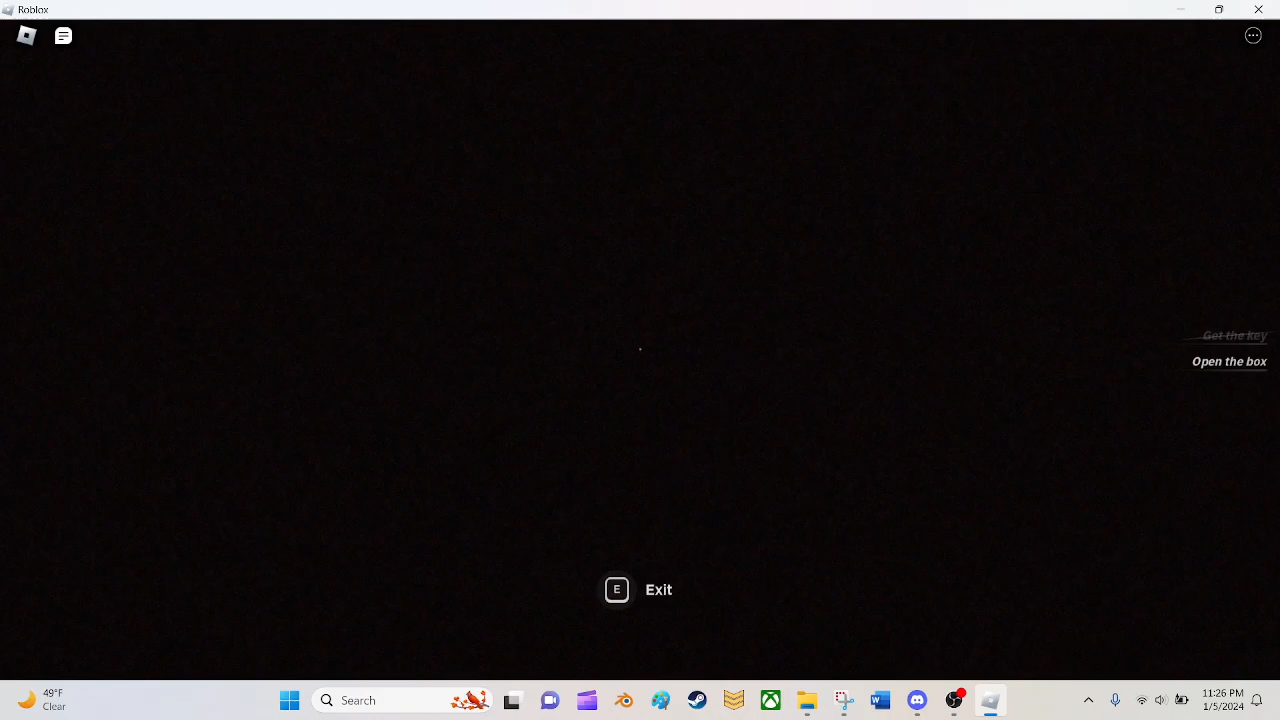 Roblox
Get the key
Open the box
E Exit
49°F
Clear
Search
11:26 PM
1/5/2024